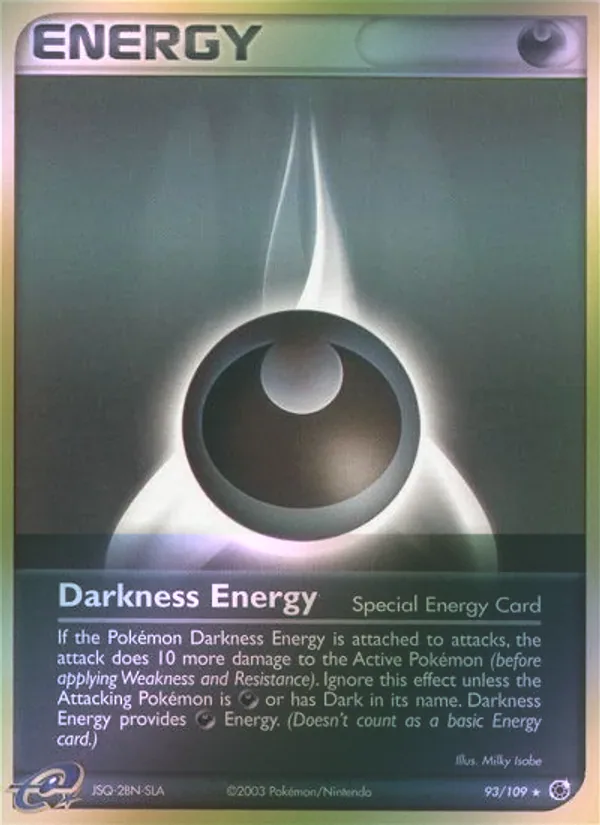 ENERGY
Darkness Energy Special Energy Card
If the Pokémon Darkness Energy is attached to attacks, the
attack does 10 more damage to the Active Pokémon (before
applying Weakness and Resistance). Ignore this effect unless the
Attacking Pokémon is or has Dark in its name. Darkness
Energy provides Energy. (Doesn't count as a basic Energy
card.)
Illus. Milky Isobe
e JSQ-2BN-SLA ©2003 Pokémon/Nintendo 93/109 ★